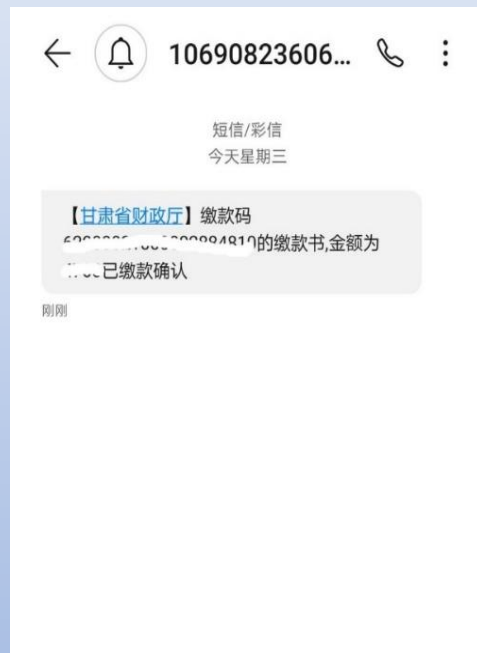 10690823606...
短信/彩信
今天星期三
【甘肃省财政厅】缴款码
的缴款书,金额为
已缴款确认
刚刚